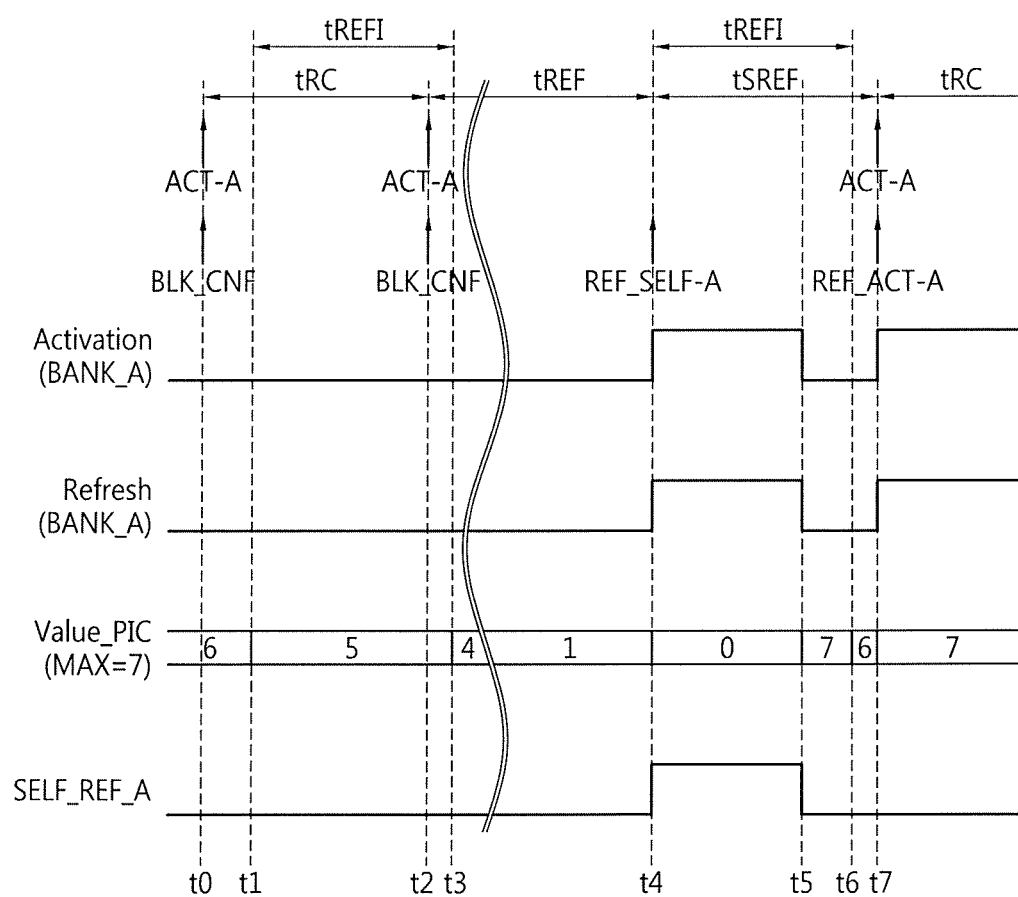 tREFI tREFI
tRC tREF tSREF tRC
ACT-A ACT-A ACT-A
BLK_CNF BLK_CNF REF_SELF-A REF_ACT-A
Activation
(BANK_A)
Refresh
(BANK_A)
Value_PIC
(MAX=7)
6 5 4 1 0 7 6 7
SELF_REF_A
t0 t1 t2 t3 t4 t5 t6 t7